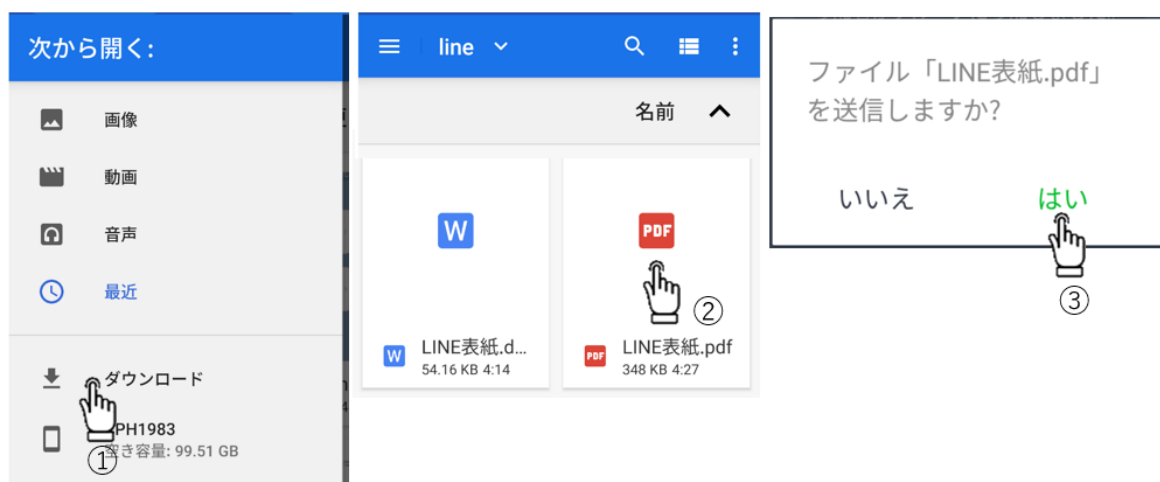 次から開く:
画像
動画
音声
最近
ダウンロード
PH1983
空き容量: 99.51 GB
①
line
名前
W
PDF
②
W LINE表紙.d...
54.16 KB 4:14
PDF LINE表紙.pdf
348 KB 4:27
ファイル「LINE表紙.pdf」
を送信しますか?
いいえ はい
③